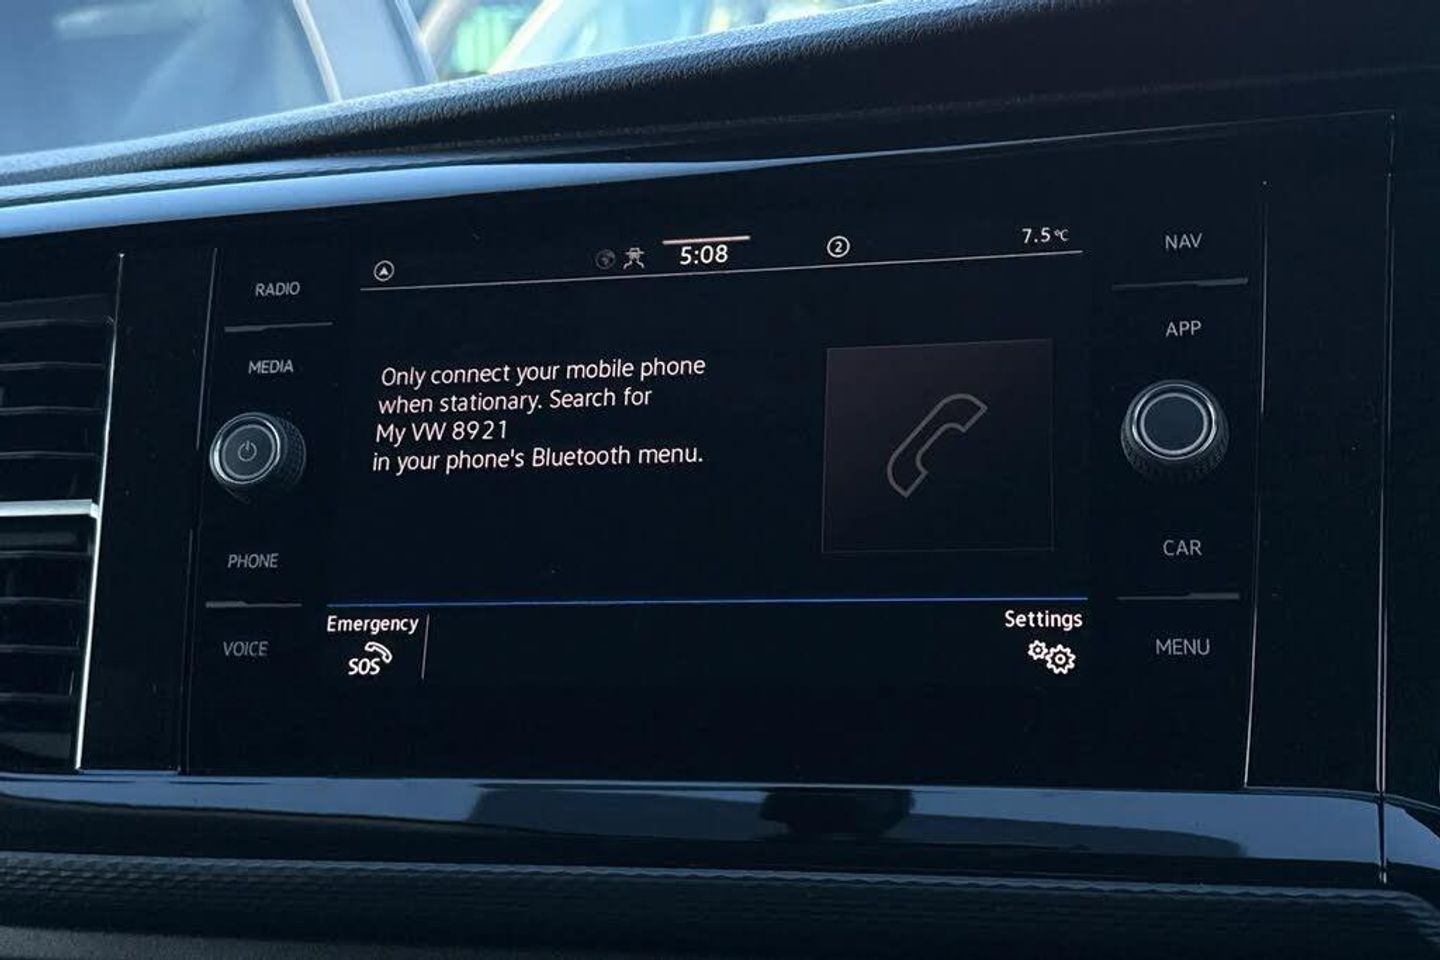 RADIO
MEDIA
PHONE
VOICE
5:08
2
7.5°C
Only connect your mobile phone
when stationary. Search for
My VW 8921
in your phone's Bluetooth menu.
Emergency
SOS
Settings
NAV
APP
CAR
MENU